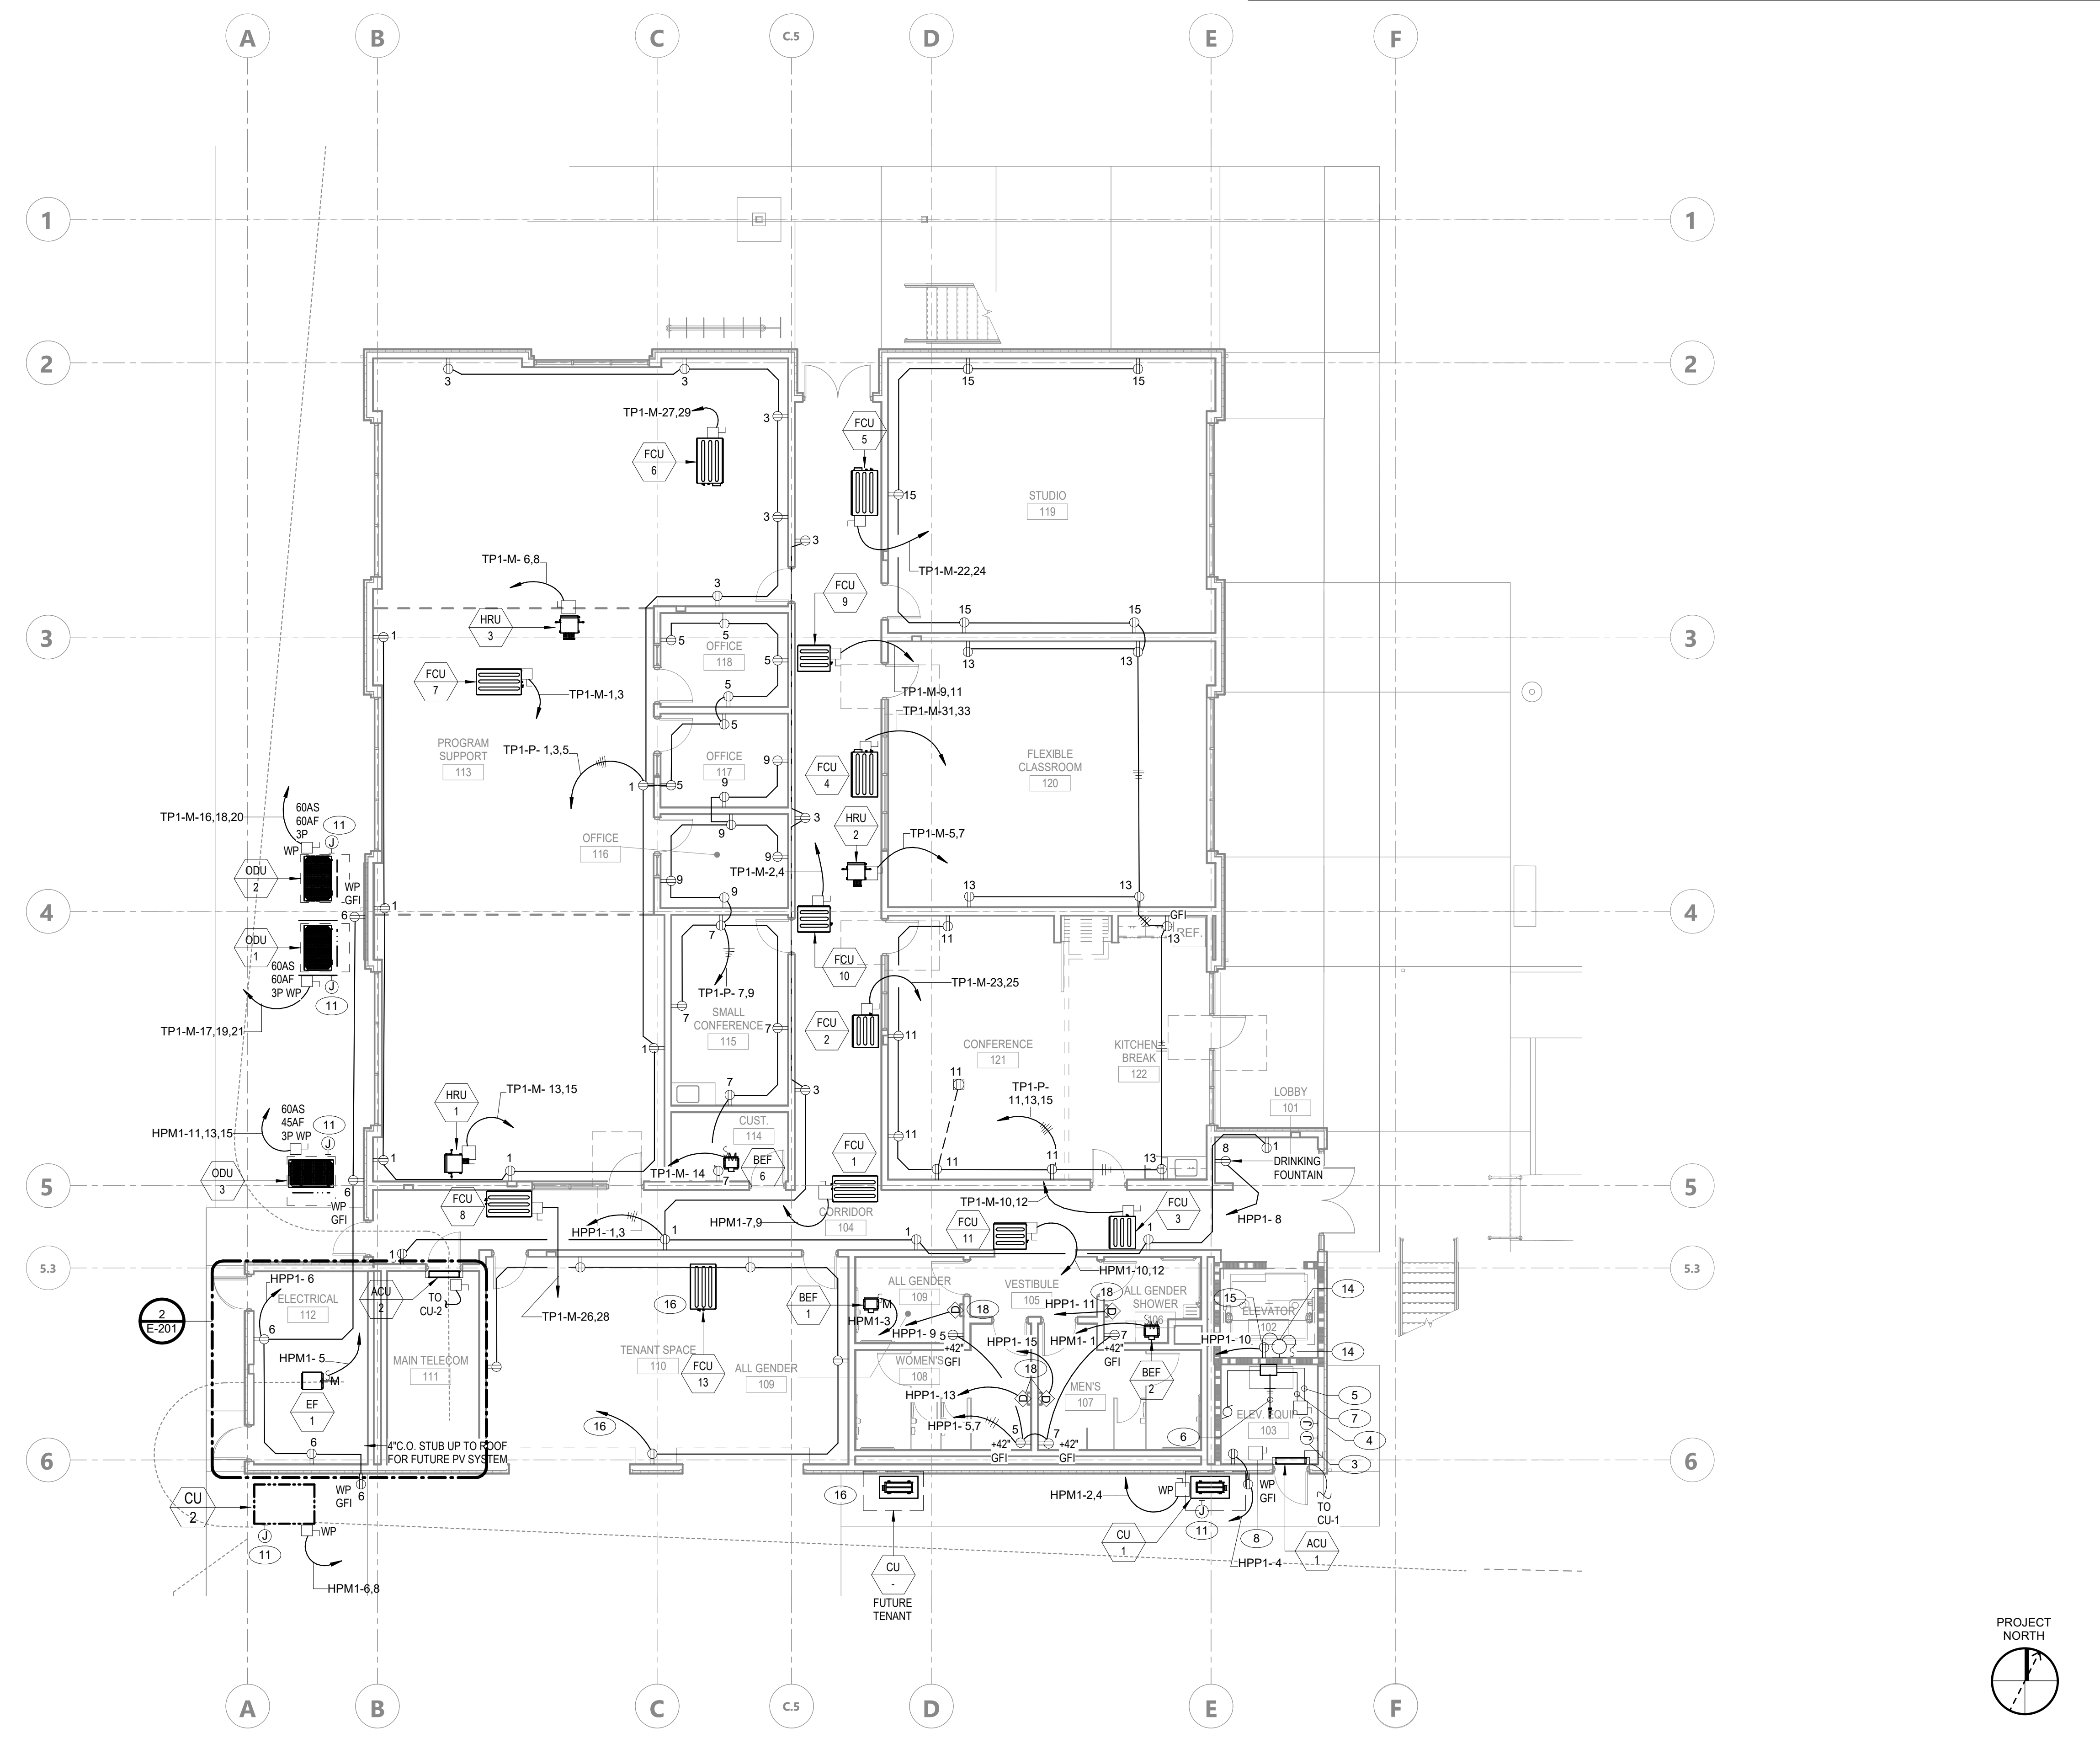 A
B
C
C.5
D
E
F
1
1
2
2
3
3
3
15
15
TP1-M-27,29
FCU
6
3
FCU
5
15
STUDIO
119
3
3
TP1-M- 6,8
TP1-M-22,24
3
FCU
9
HRU
3
15
15
3
3
1
5
5
OFFICE
118
5
13
13
FCU
7
TP1-M-1,3
5
TP1-M-9,11
TP1-M-31,33
5
PROGRAM
SUPPORT
113
TP1-P- 1,3,5
OFFICE
117
9
FLEXIBLE
CLASSROOM
120
FCU
4
1
5
9
TP1-M-16,18,20
60AS
60AF
3P
WP
11
J
3
HRU
2
TP1-M-5,7
9
OFFICE
116
9
TP1-M-2,4
ODU
2
WP
GFI
9
9
13
13
4
4
6
1
GFI
7
11
13
REF.
ODU
1
60AS
60AF
3P WP
J
11
FCU
10
TP1-M-23,25
TP1-P- 7,9
7
SMALL
CONFERENCE
115
7
TP1-M-17,19,21
FCU
2
11
CONFERENCE
121
KITCHEN
BREAK
122
1
11
7
3
HRU
1
TP1-M- 13,15
TP1-P-
11,13,15
LOBBY
101
60AS
45AF
3P WP
11
J
HPM1-11,13,15
CUST.
114
11
FCU
1
8
1
DRINKING
FOUNTAIN
1
1
TP1-M- 14
7
BEF
6
11
11
13
ODU
3
5
5
6
WP
GFI
FCU
8
TP1-M-10,12
FCU
3
HPM1-7,9
CORRIDOR
104
HPP1- 8
HPP1- 1,3
1
FCU
11
1
1
1
5.3
5.3
HPP1- 6
ELECTRICAL
112
ACU
2
TO
CU-2
HPM1-10,12
ALL GENDER
109
VESTIBULE
105
ALL GENDER
SHOWER
106
18
14
15
ELEVATOR
102
16
BEF
1
M
HPM1-3
18
HPP1- 11
TP1-M-26,28
2
E-201
6
HPP1- 9
5
+42"
GFI
HPP1- 15
HPM1- 1
7
+42"
GFI
HPP1- 10
14
HPM1- 5
M
MAIN TELECOM
111
TENANT SPACE
110
FCU
13
ALL GENDER
109
WOMEN'S
108
18
MEN'S
107
BEF
2
5
EF
1
HPP1- 13
7
16
HPP1- 5,7
ELEV. EQUIP
103
6
4
J
J
6
4"C.O. STUB UP TO ROOF
FOR FUTURE PV SYSTEM
5
7
+42"
GFI
+42"
GFI
3
6
6
WP
GFI
6
CU
2
16
HPM1-2,4
WP
WP
GFI
J
TO
CU-1
J
WP
11
11
8
CU
1
ACU
1
HPP1- 4
HPM1-6,8
CU
-
FUTURE
TENANT
PROJECT
NORTH
A
B
C
C.5
D
E
F